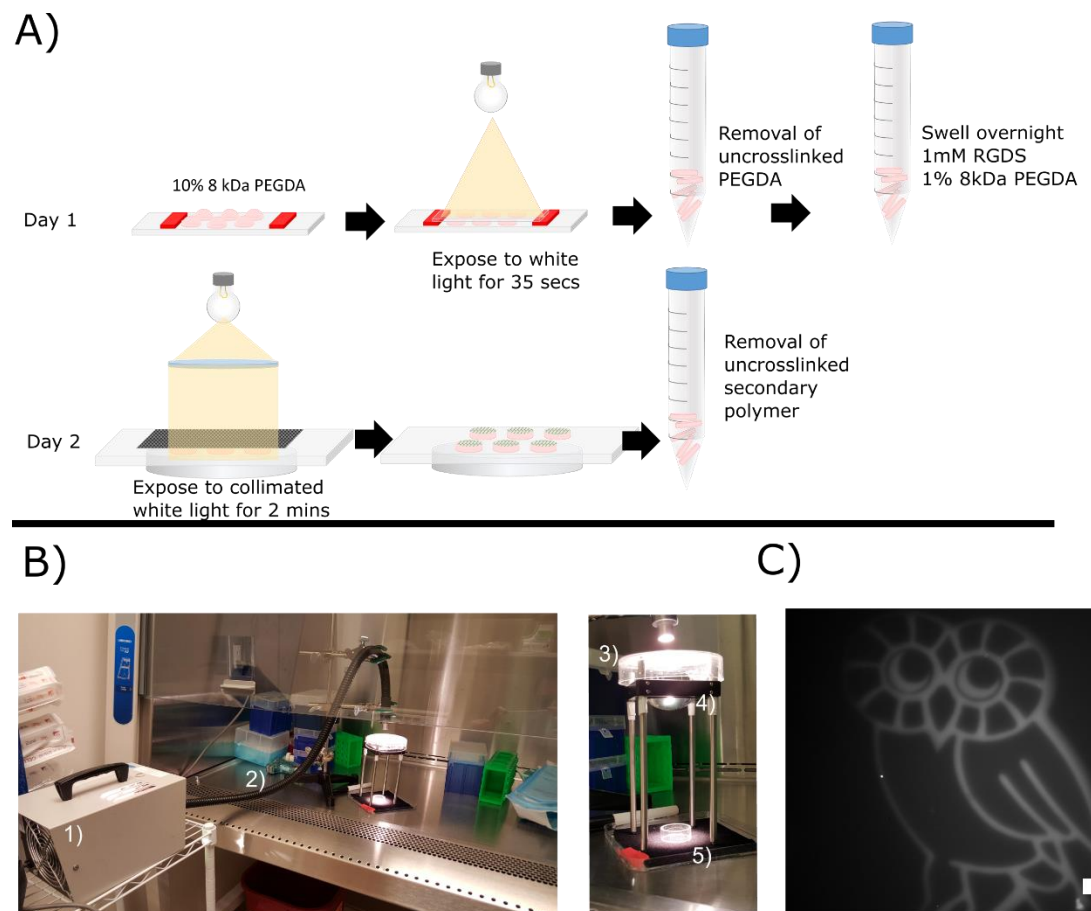 A)
10% 8 kDa PEGDA
Day 1
Expose to white
light for 35 secs
Removal of
uncrosslinked
PEGDA
Swell overnight
1mM RGDS
1% 8kDa PEGDA
Day 2
Expose to collimated
white light for 2 mins
Removal of
uncrosslinked
secondary
polymer
B)
1)
2)
3)
4)
5)
C)